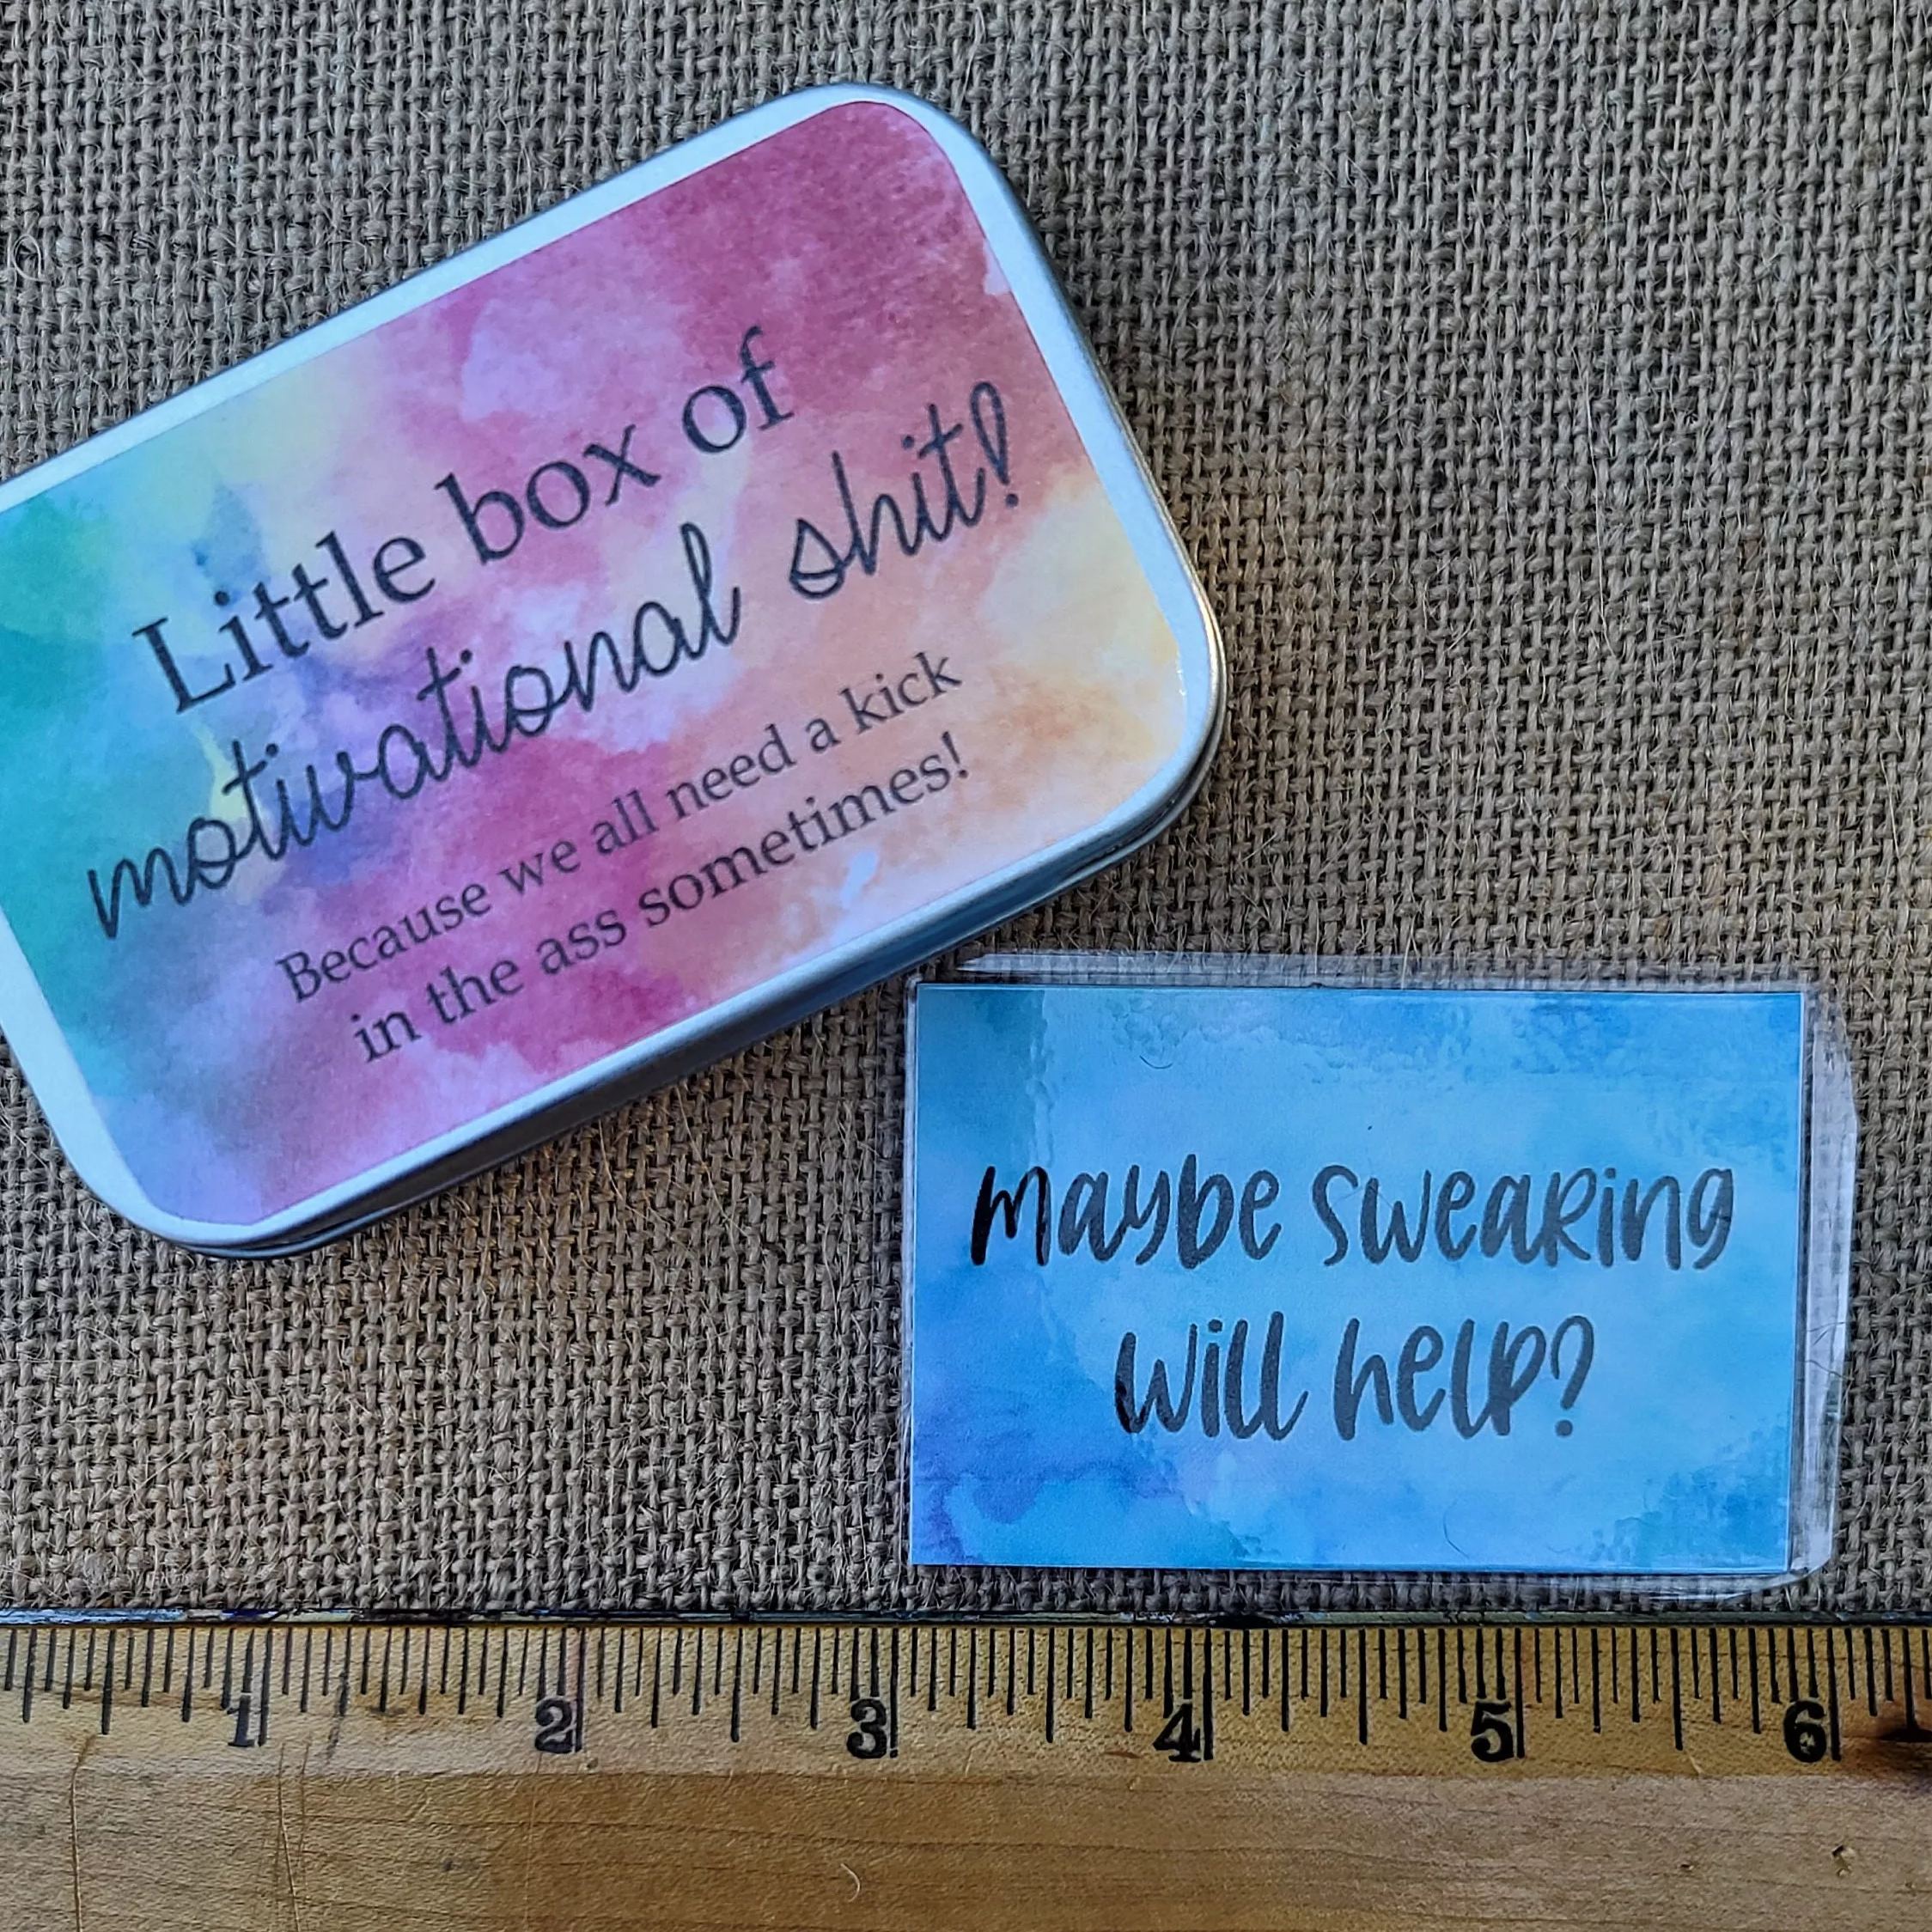 Little box of
motivational shit!
Because we all need a kick
in the ass sometimes!
maybe sweaRing
will help?
1 2 3 4 5 6